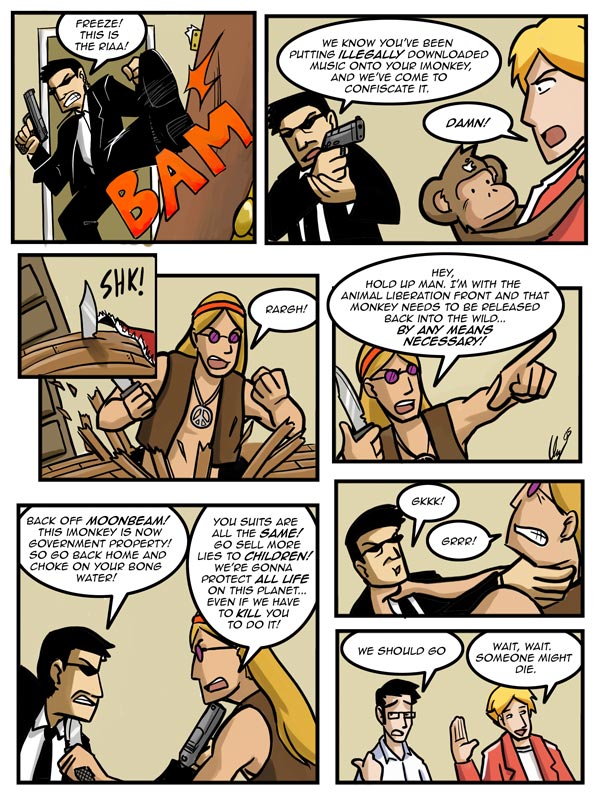 FREEZE!
THIS IS
THE RIAA!
BAM
WE KNOW YOU'VE BEEN
PUTTING ILLEGALLY DOWNLOADED
MUSIC ONTO YOUR IMONKEY,
AND WE'VE COME TO
CONFISCATE IT.
DAMN!
SHK!
RARGH!
HEY,
HOLD UP MAN. I'M WITH THE
ANIMAL LIBERATION FRONT AND THAT
MONKEY NEEDS TO BE RELEASED
BACK INTO THE WILD...
BY ANY MEANS
NECESSARY!
BACK OFF MOONBEAM!
THIS IMONKEY IS NOW
GOVERNMENT PROPERTY!
SO GO BACK HOME AND
CHOKE ON YOUR BONG
WATER!
YOU SUITS ARE
ALL THE SAME!
GO SELL MORE
LIES TO CHILDREN!
WE'RE GONNA
PROTECT ALL LIFE
ON THIS PLANET...
EVEN IF WE HAVE
TO KILL YOU
TO DO IT!
GKKK!
GRRR!
WE SHOULD GO
WAIT, WAIT.
SOMEONE MIGHT
DIE.